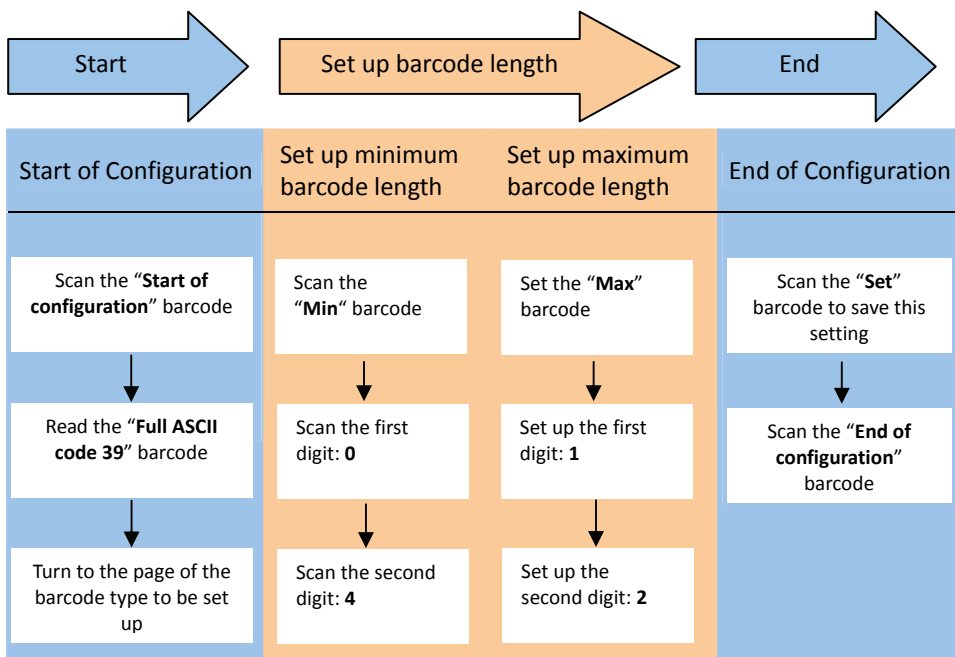 Start
Set up barcode length
End
Start of Configuration
Set up minimum
barcode length
Set up maximum
barcode length
End of Configuration
Scan the “Start of
configuration” barcode
Read the “Full ASCII
code 39” barcode
Turn to the page of the
barcode type to be set
up
Scan the
“Min“ barcode
Scan the first
digit: 0
Scan the second
digit: 4
Set the “Max”
barcode
Set up the first
digit: 1
Set up the
second digit: 2
Scan the “Set”
barcode to save this
setting
Scan the “End of
configuration”
barcode